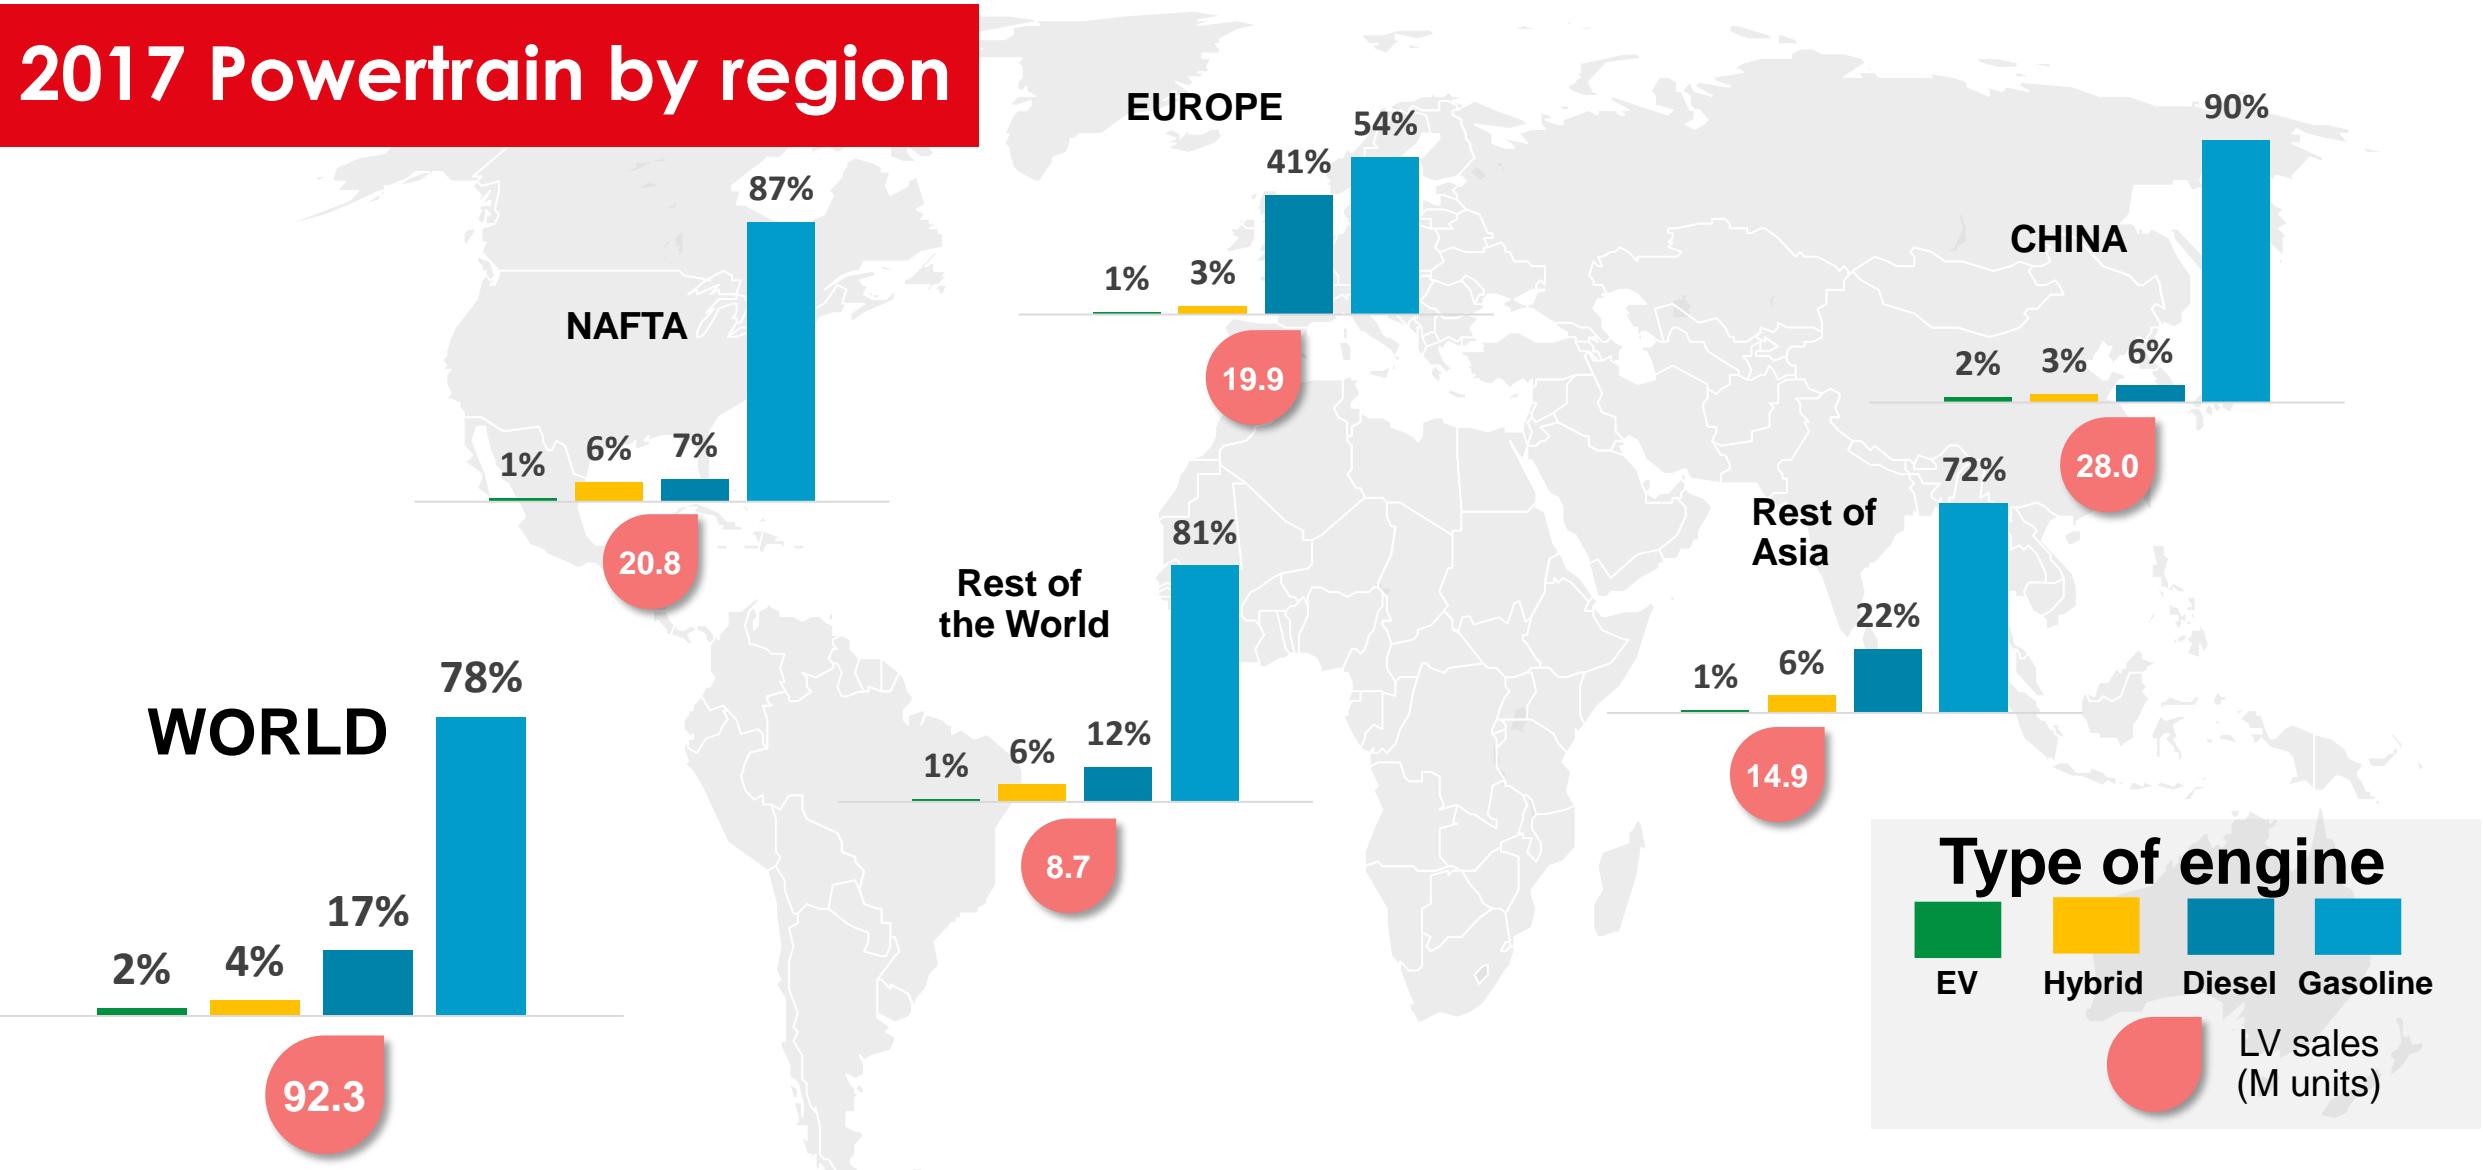 2017 Powertrain by region
EUROPE
1%
3%
41%
54%
19.9
NAFTA
1%
6%
7%
87%
20.8
CHINA
2%
3%
6%
90%
28.0
Rest of
Asia
1%
6%
22%
72%
14.9
Rest of
the World
1%
6%
12%
81%
8.7
WORLD
2%
4%
17%
78%
92.3
Type of engine
EV Hybrid Diesel Gasoline
LV sales
(M units)